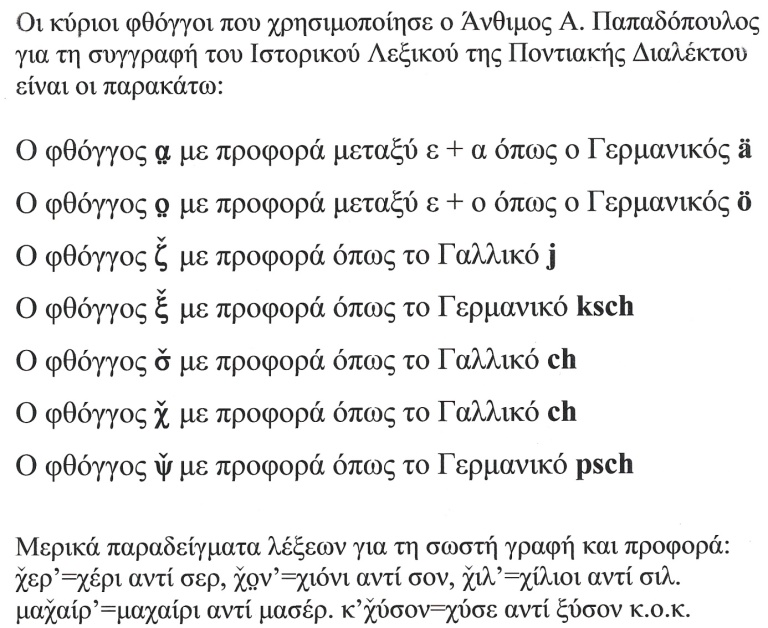 Οι κύριοι φθόγγοι που χρησιμοποίησε ο Άνθιμος Α. Παπαδόπουλος
για τη συγγραφή του Ιστορικού Λεξικού της Ποντιακής Διαλέκτου
είναι οι παρακάτω:
Ο φθόγγος α̤ με προφορά μεταξύ ε + α όπως ο Γερμανικός ä
Ο φθόγγος ο̤ με προφορά μεταξύ ε + ο όπως ο Γερμανικός ö
Ο φθόγγος ζ̌ με προφορά όπως το Γαλλικό j
Ο φθόγγος ξ̌ με προφορά όπως το Γερμανικό ksch
Ο φθόγγος σ̌ με προφορά όπως το Γαλλικό ch
Ο φθόγγος χ̌ με προφορά όπως το Γαλλικό ch
Ο φθόγγος ψ̌ με προφορά όπως το Γερμανικό psch
Μερικά παραδείγματα λέξεων για τη σωστή γραφή και προφορά:
χ̌ερ’=χέρι αντί σερ, χ̌ο̤ν’=χιόνι αντί σον, χ̌ιλ’=χίλιοι αντί σιλ.
μαχ̌αίρ’=μαχαίρι αντί μασέρ. κ’χ̌ύσον=χύσε αντί ξύσον κ.ο.κ.